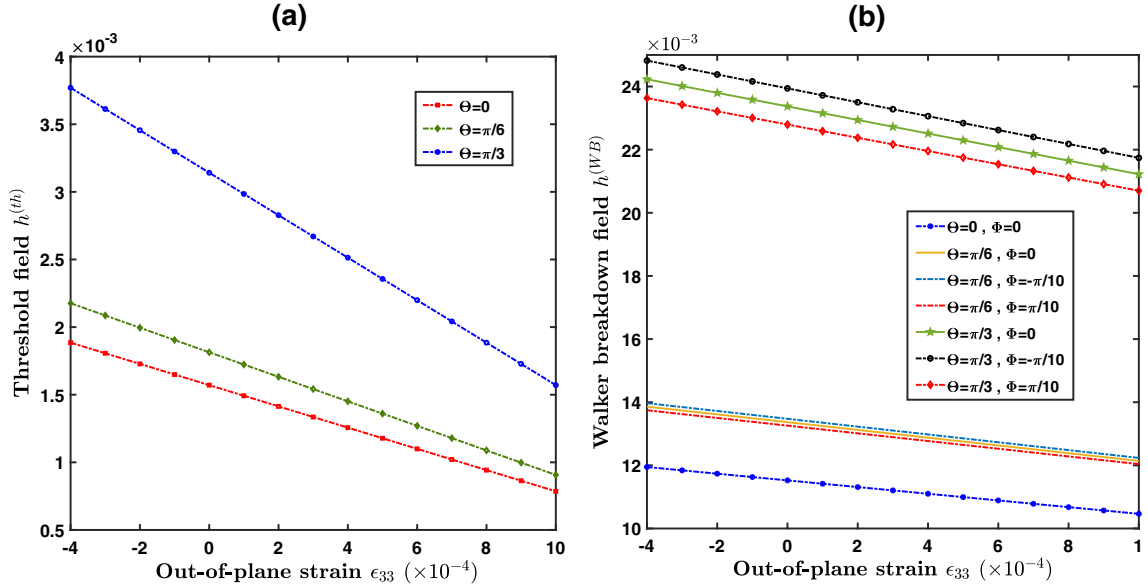 (a)
×10⁻³
4
3.5
3
2.5
2
1.5
1
0.5
Threshold field h^(th)
Θ=0
Θ=π/6
Θ=π/3
-4 -2 0 2 4 6 8 10
Out-of-plane strain ϵ₃₃ (×10⁻⁴)
(b)
×10⁻³
24
22
20
18
16
14
12
10
Walker breakdown field h^(WB)
Θ=0 , Φ=0
Θ=π/6 , Φ=0
Θ=π/6 , Φ=-π/10
Θ=π/6 , Φ=π/10
Θ=π/3 , Φ=0
Θ=π/3 , Φ=-π/10
Θ=π/3 , Φ=π/10
-4 -2 0 2 4 6 8 1
Out-of-plane strain ϵ₃₃ (×10⁻⁴)